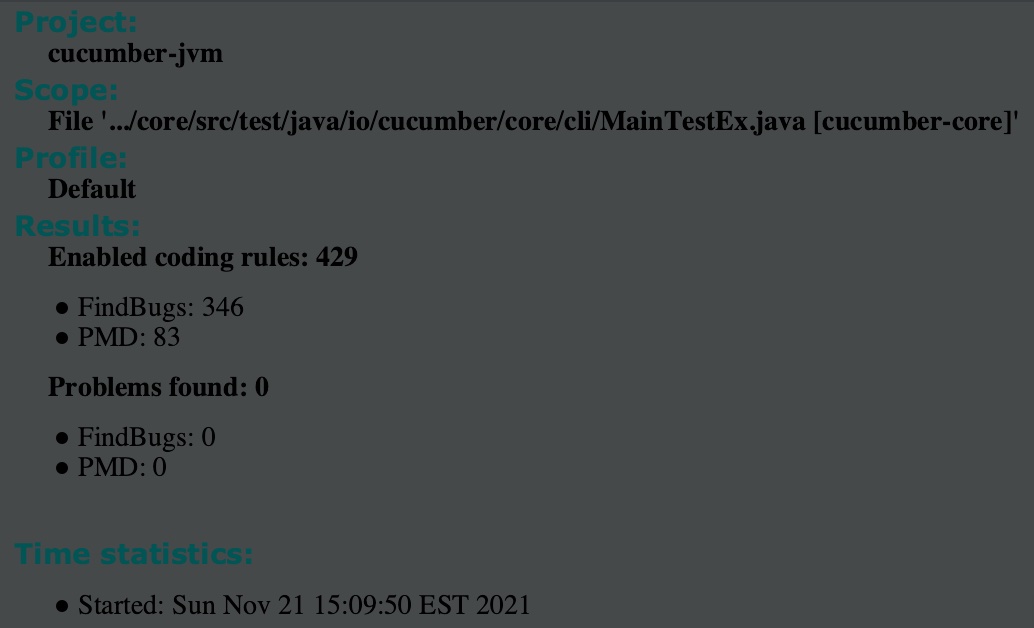 Project:
cucumber-jvm
Scope:
File '.../core/src/test/java/io/cucumber/core/cli/MainTestEx.java [cucumber-core]'
Profile:
Default
Results:
Enabled coding rules: 429
• FindBugs: 346
• PMD: 83
Problems found: 0
• FindBugs: 0
• PMD: 0
Time statistics:
• Started: Sun Nov 21 15:09:50 EST 2021